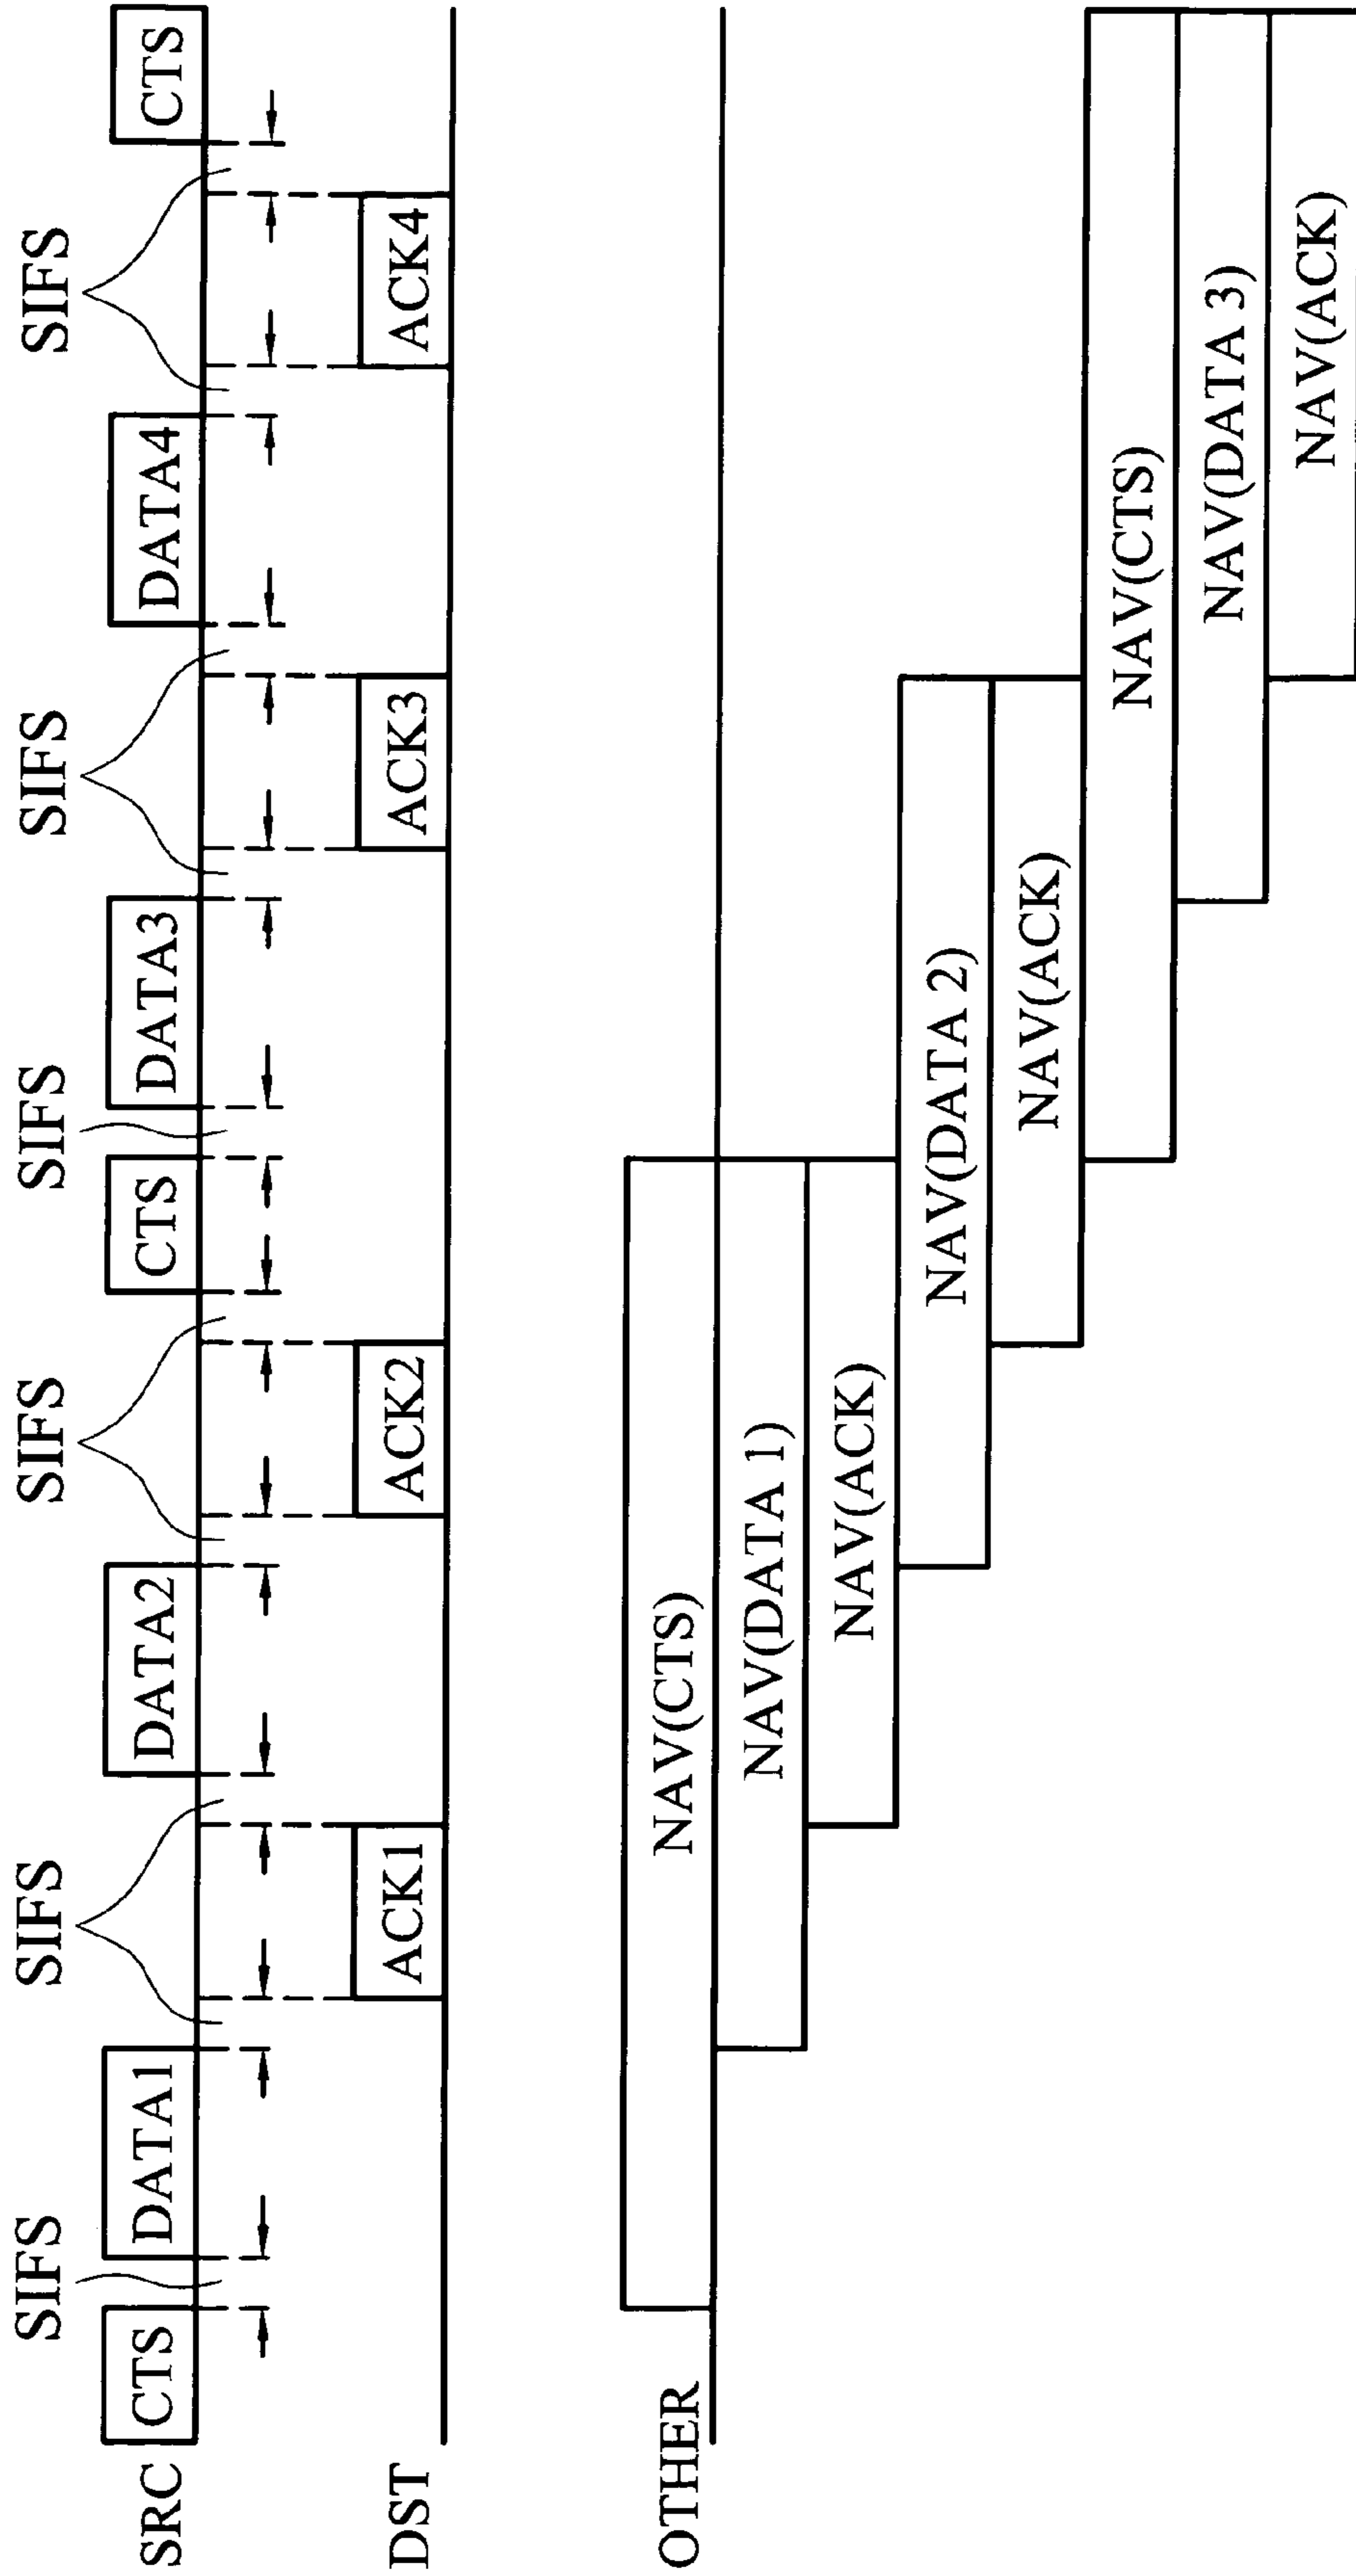 SIFS SIFS SIFS SIFS SIFS SIFS
SRC CTS DATA1 DATA2 CTS DATA3 DATA4 CTS
DST ACK1 ACK2 ACK3 ACK4
OTHER
NAV(CTS)
NAV(DATA 1)
NAV(ACK)
NAV(DATA 2)
NAV(ACK)
NAV(CTS)
NAV(DATA 3)
NAV(ACK)